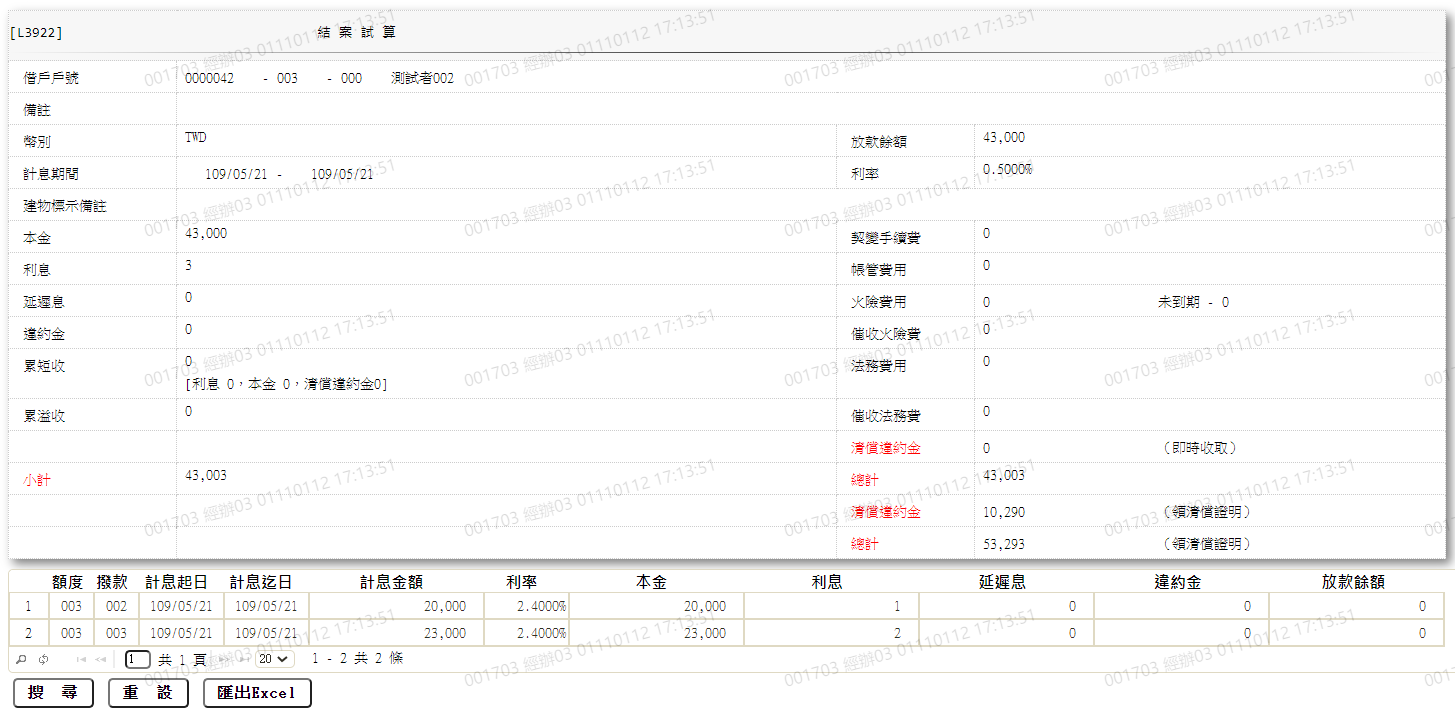 [L3922] 結 案 試 算
借戶戶號 0000042 - 003 - 000 測試者002
備註
幣別 TWD 放款餘額 43,000
計息期間 109/05/21 - 109/05/21 利率 0.5000%
建物標示備註
本金 43,000 契變手續費 0
利息 3 帳管費用 0
延遲息 0 火險費用 0 未到期 - 0
違約金 0 催收火險費 0
累短收 0 法務費用 0
[利息 0，本金 0，清償違約金0]
累溢收 0 催收法務費 0
清償違約金 0 （即時收取）
小計 43,003 總計 43,003
清償違約金 10,290 （領清償證明）
總計 53,293 （領清償證明）
額度 撥款 計息起日 計息迄日 計息金額 利率 本金 利息 延遲息 違約金 放款餘額
1 003 002 109/05/21 109/05/21 20,000 2.4000% 20,000 1 0 0 0
2 003 003 109/05/21 109/05/21 23,000 2.4000% 23,000 2 0 0 0
1 共 1 頁 20 1 - 2 共 2 條
搜 尋 重 設 匯出Excel
001703 經辦03 01110112 17:13:51